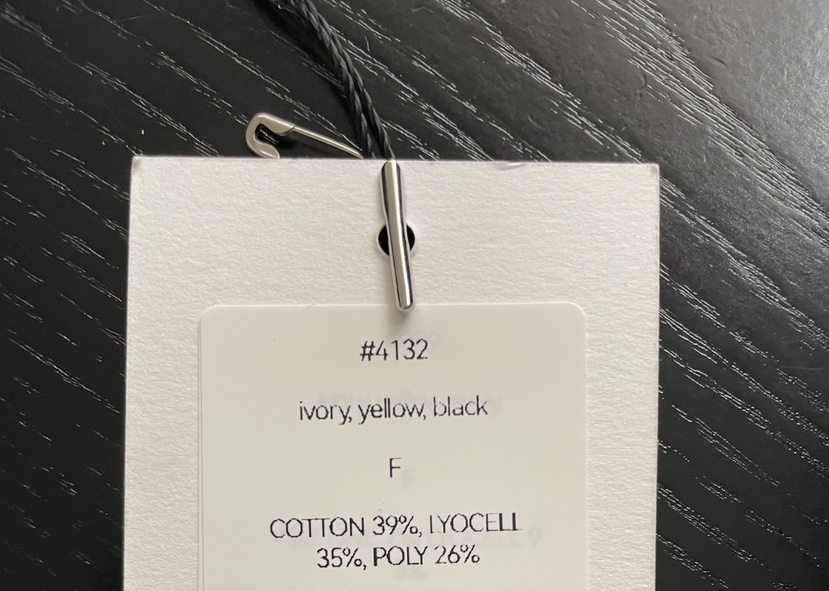 #4132
ivory, yellow, black
F
COTTON 39%, LYOCELL
35%, POLY 26%